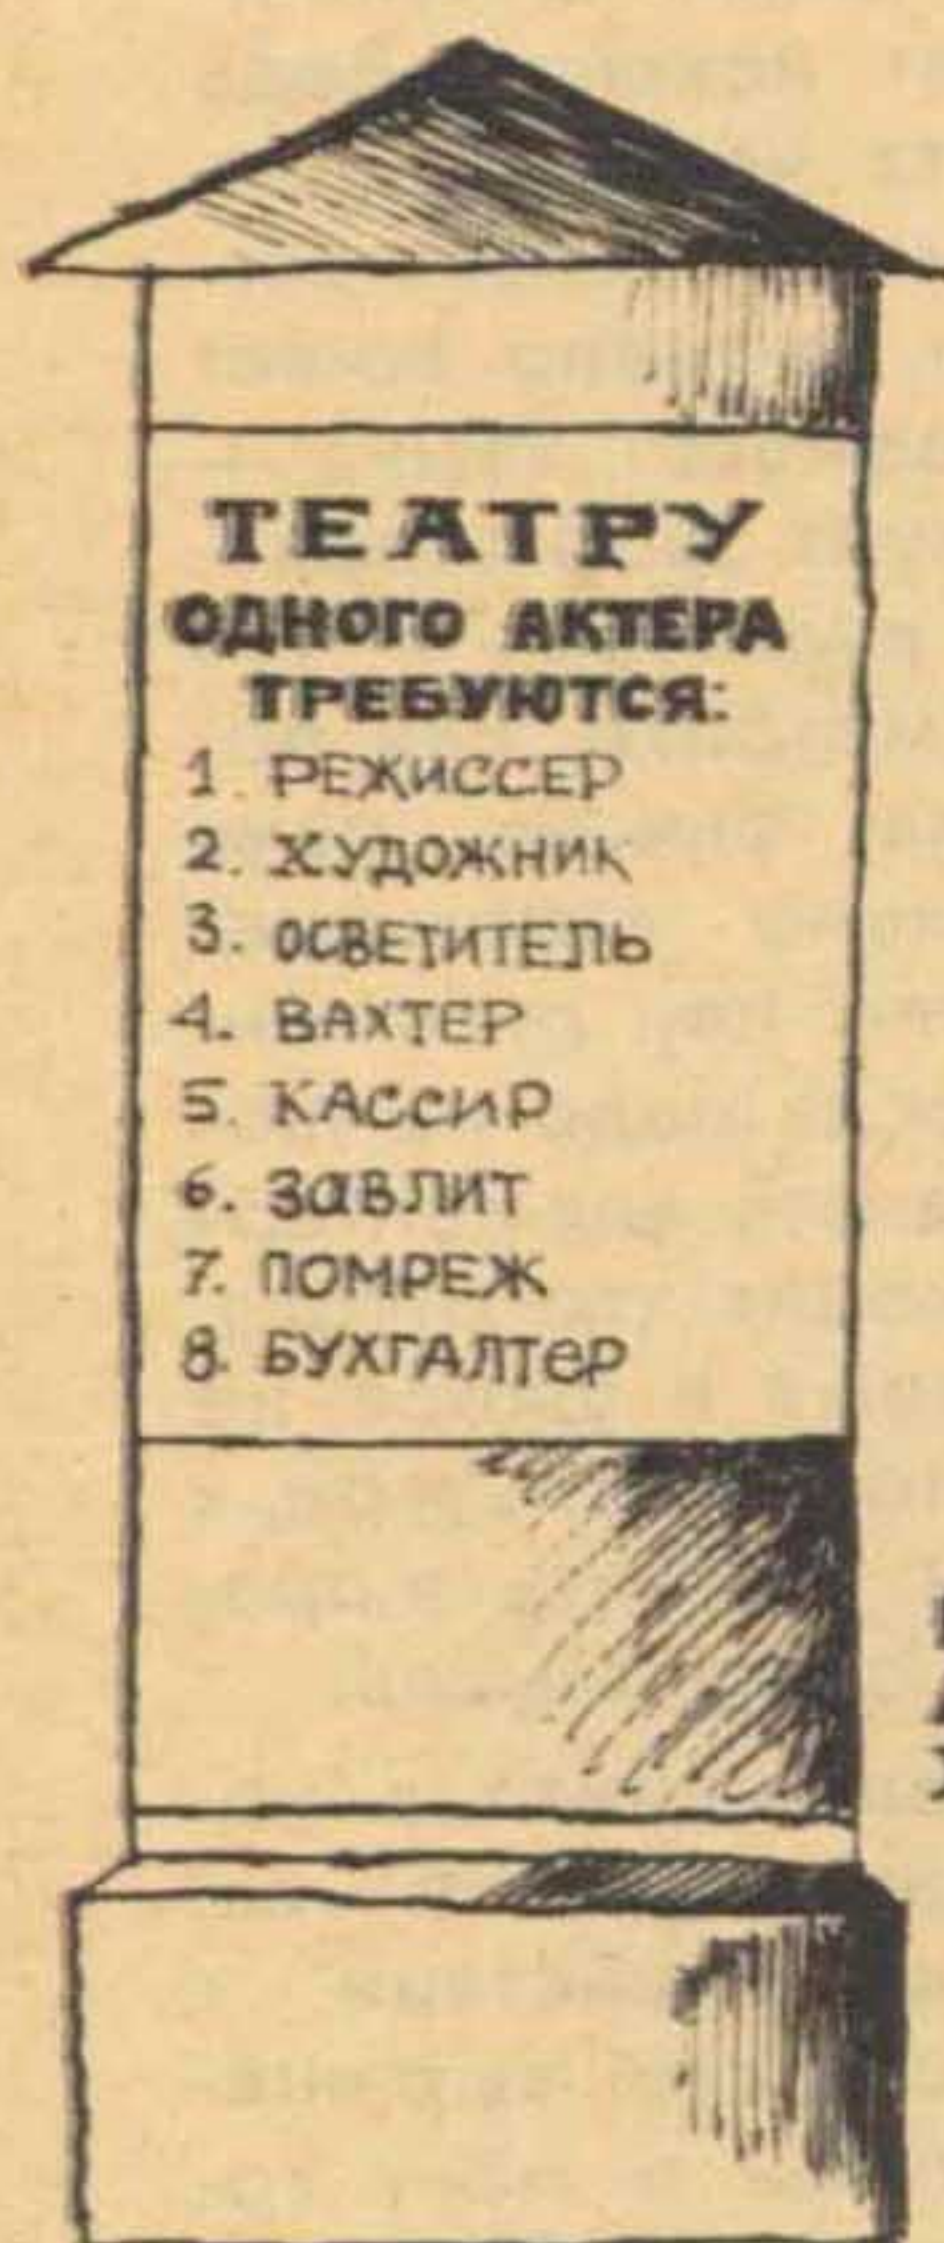 ТЕАТРУ
ОДНОГО АКТЕРА
ТРЕБУЮТСЯ:
1. РЕЖИССЕР
2. ХУДОЖНИК
3. ОСВЕТИТЕЛЬ
4. ВАХТЕР
5. КАССИР
6. ЗАВЛИТ
7. ПОМРЕЖ
8. БУХГАЛТЕР